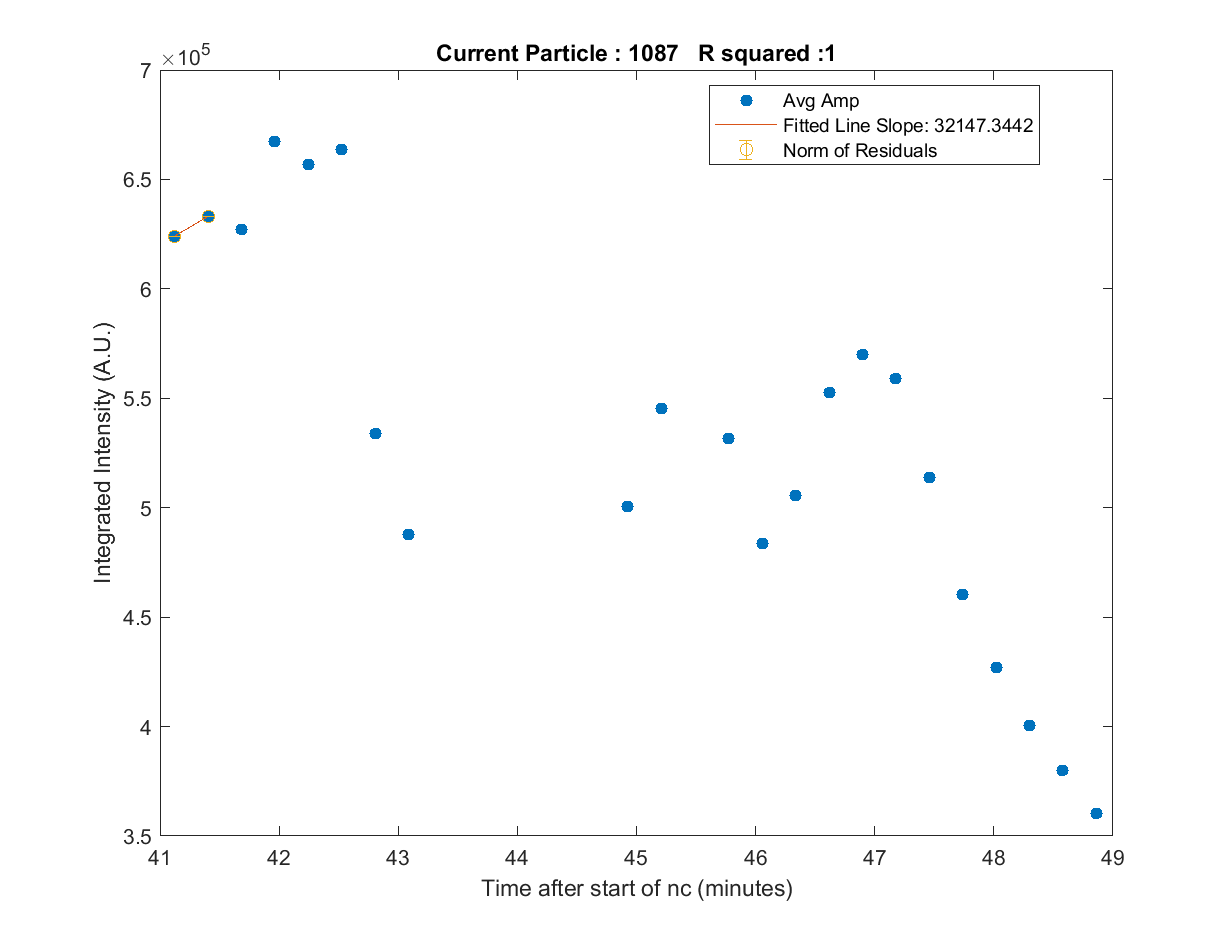 Current Particle : 1087   R squared :1
×10^5
Avg Amp
Fitted Line Slope: 32147.3442
Norm of Residuals
7
6.5
6
5.5
5
4.5
4
3.5
Integrated Intensity (A.U.)
41 42 43 44 45 46 47 48 49
Time after start of nc (minutes)